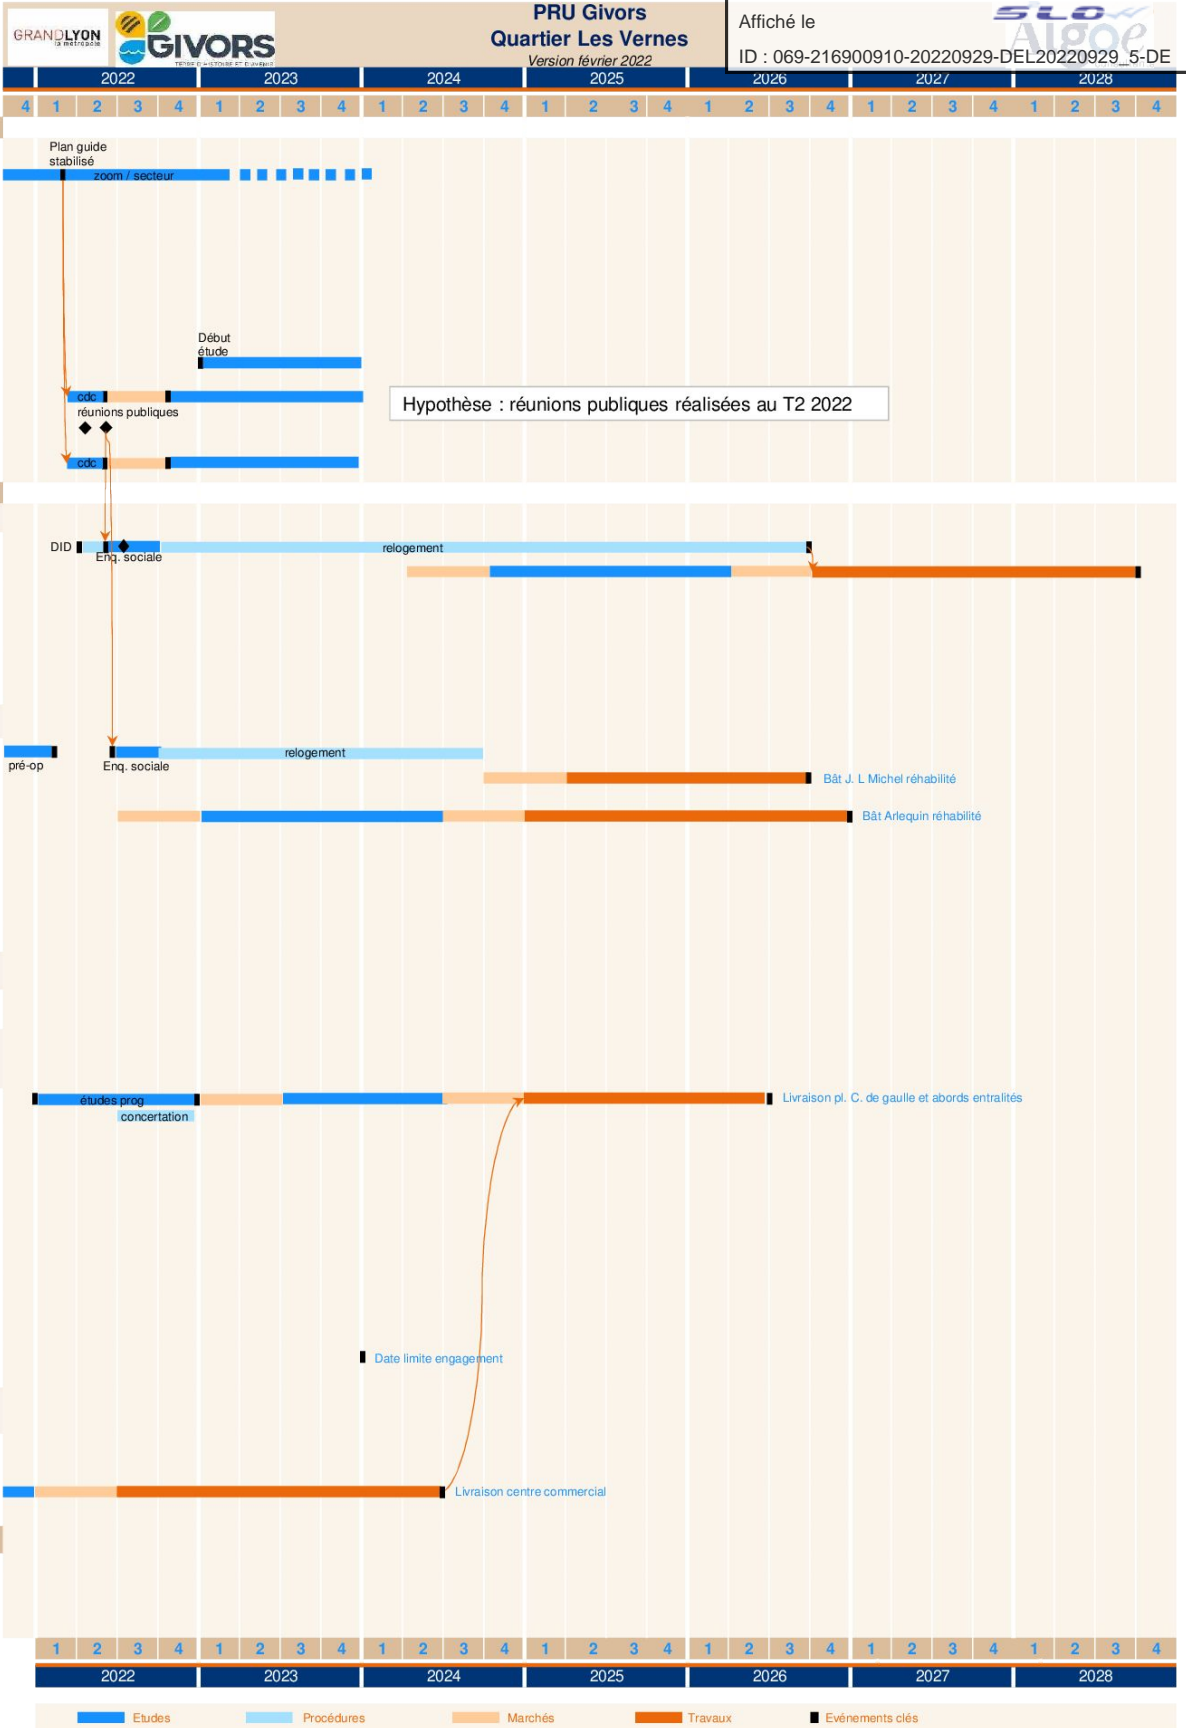 GRANDLYON
la métropole
GIVORS
TERRE D'HISTOIRE ET D'AVENIR
PRU Givors
Quartier Les Vernes
Version février 2022
Affiché le
SLO
Algoé
ID : 069-216900910-20220929-DEL20220929_5-DE
2022 2023 2024 2025 2026 2027 2028
4 1 2 3 4 1 2 3 4 1 2 3 4 1 2 3 4 1 2 3 4 1 2 3 4 1 2 3 4
Plan guide
stabilisé
zoom / secteur
Début
étude
cdc
Hypothèse : réunions publiques réalisées au T2 2022
réunions publiques
cdc
DID
relogement
Enq. sociale
relogement
pré-op
Enq. sociale
Bât J. L Michel réhabilité
Bât Arlequin réhabilité
études prog
Livraison pl. C. de gaulle et abords entralités
concertation
Date limite engagement
Livraison centre commercial
1 2 3 4 1 2 3 4 1 2 3 4 1 2 3 4 1 2 3 4 1 2 3 4 1 2 3 4
2022 2023 2024 2025 2026 2027 2028
Etudes Procédures Marchés Travaux Evénements clés